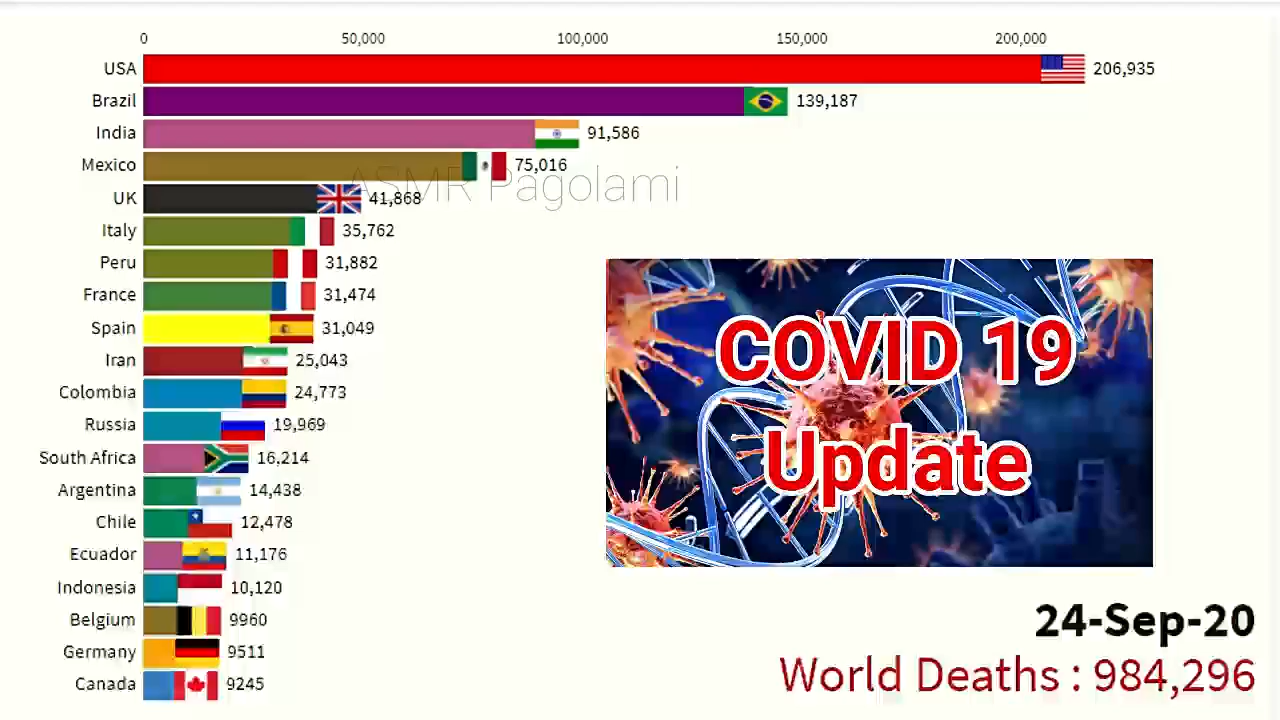 0 50,000 100,000 150,000 200,000
USA 206,935
Brazil 139,187
India 91,586
Mexico 75,016
ASMR Pagolami
UK 41,868
Italy 35,762
Peru 31,882
France 31,474
Spain 31,049
Iran 25,043
Colombia 24,773
Russia 19,969
South Africa 16,214
Argentina 14,438
Chile 12,478
Ecuador 11,176
Indonesia 10,120
Belgium 9960
Germany 9511
Canada 9245
COVID 19
Update
24-Sep-20
World Deaths : 984,296